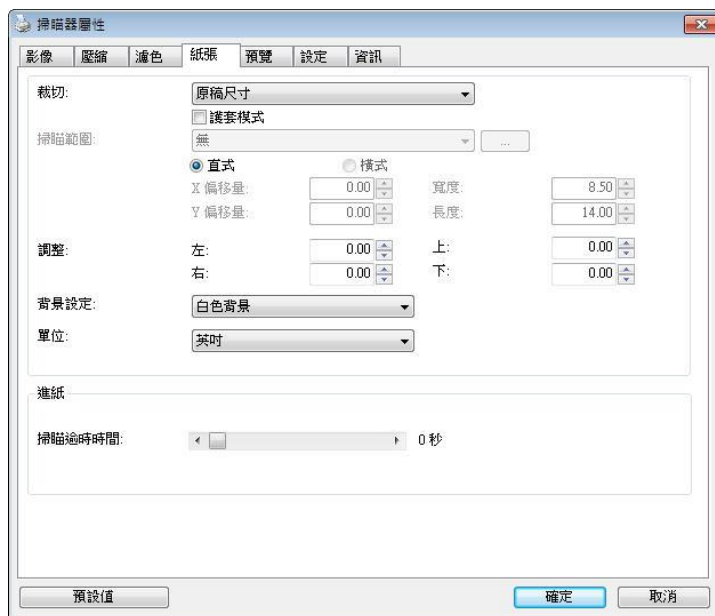 掃瞄器屬性
影像 壓縮 濾色 紙張 預覽 設定 資訊
裁切: 原稿尺寸
護套模式
掃瞄範圍: 無 ...
直式 橫式
X 偏移量: 0.00 寬度: 8.50
Y 偏移量: 0.00 長度: 14.00
調整: 左: 0.00 上: 0.00
右: 0.00 下: 0.00
背景設定: 白色背景
單位: 英吋
進紙
掃瞄逾時時間: 0 秒
預設值 確定 取消